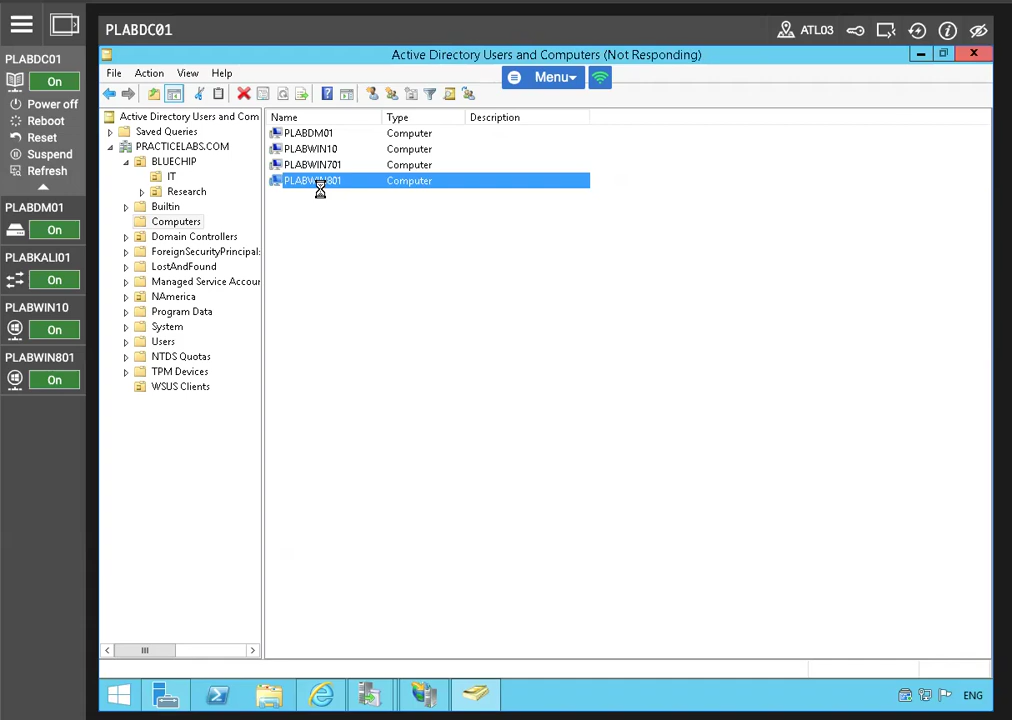 PLABDC01
ATL03
PLABDC01
On
Power off
Reboot
Reset
Suspend
Refresh
PLABDM01
On
PLABKALI01
On
PLABWIN10
On
PLABWIN801
On
Active Directory Users and Computers (Not Responding)
File Action View Help
Menu
Active Directory Users and Com
Saved Queries
PRACTICELABS.COM
BLUECHIP
IT
Research
Builtin
Computers
Domain Controllers
ForeignSecurityPrincipal:
LostAndFound
Managed Service Accour
NAmerica
Program Data
System
Users
NTDS Quotas
TPM Devices
WSUS Clients
Name Type Description
PLABDM01 Computer
PLABWIN10 Computer
PLABWIN701 Computer
PLABWIN801 Computer
ENG